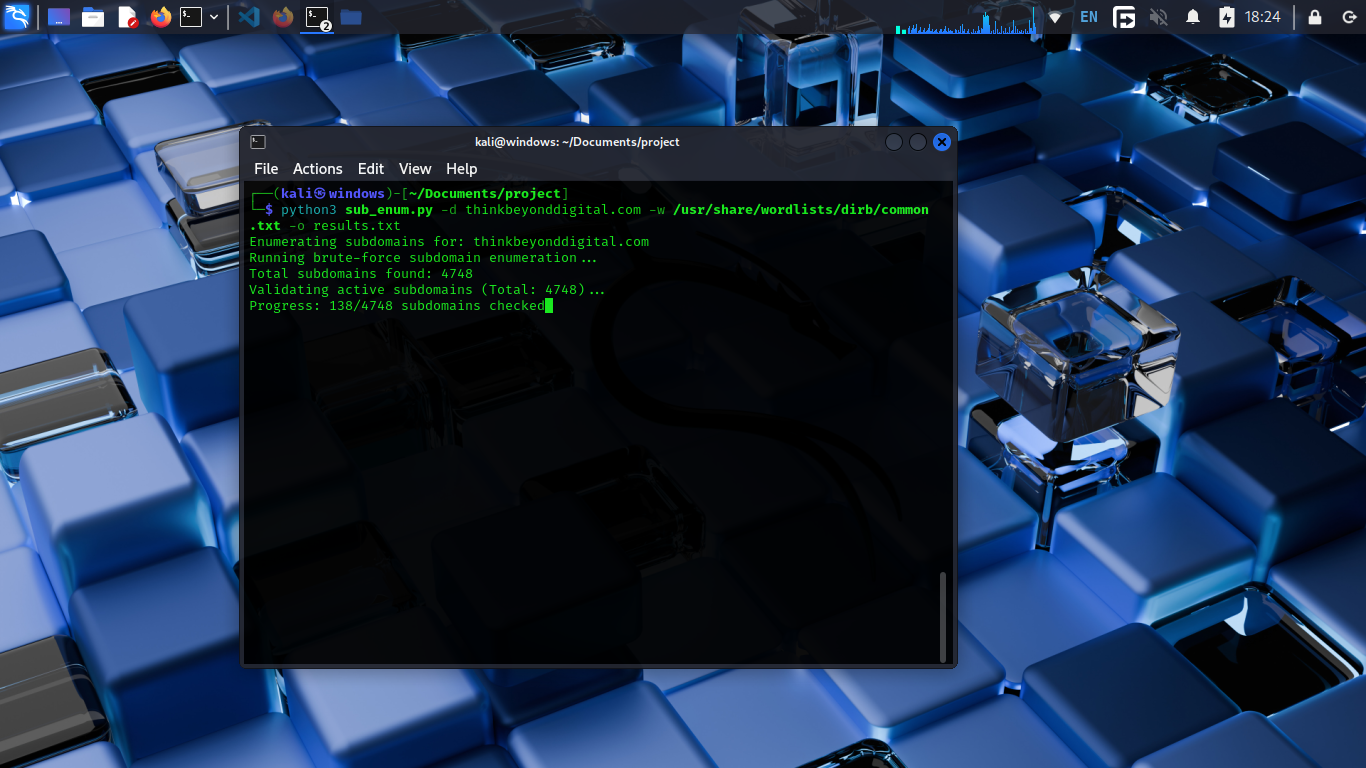 EN
18:24
2
kali@windows: ~/Documents/project
File Actions Edit View Help
┌──(kali㉿windows)-[~/Documents/project]
└─$ python3 sub_enum.py -d thinkbeyonddigital.com -w /usr/share/wordlists/dirb/common
.txt -o results.txt
Enumerating subdomains for: thinkbeyonddigital.com
Running brute-force subdomain enumeration...
Total subdomains found: 4748
Validating active subdomains (Total: 4748)...
Progress: 138/4748 subdomains checked